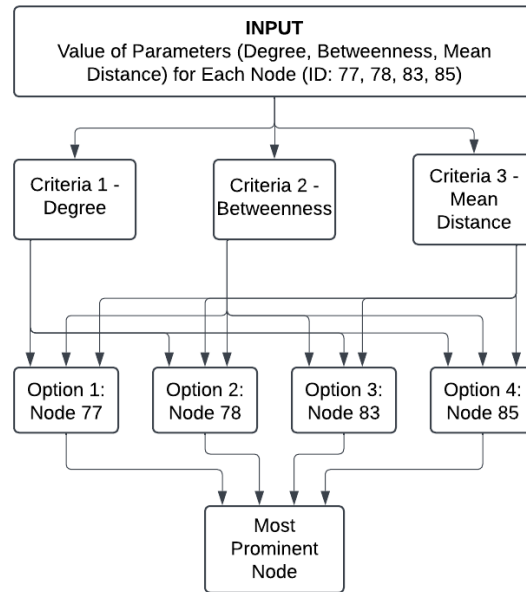 INPUT
Value of Parameters (Degree, Betweenness, Mean
Distance) for Each Node (ID: 77, 78, 83, 85)
Criteria 1 -
Degree
Criteria 2 -
Betweenness
Criteria 3 -
Mean
Distance
Option 1:
Node 77
Option 2:
Node 78
Option 3:
Node 83
Option 4:
Node 85
Most
Prominent
Node